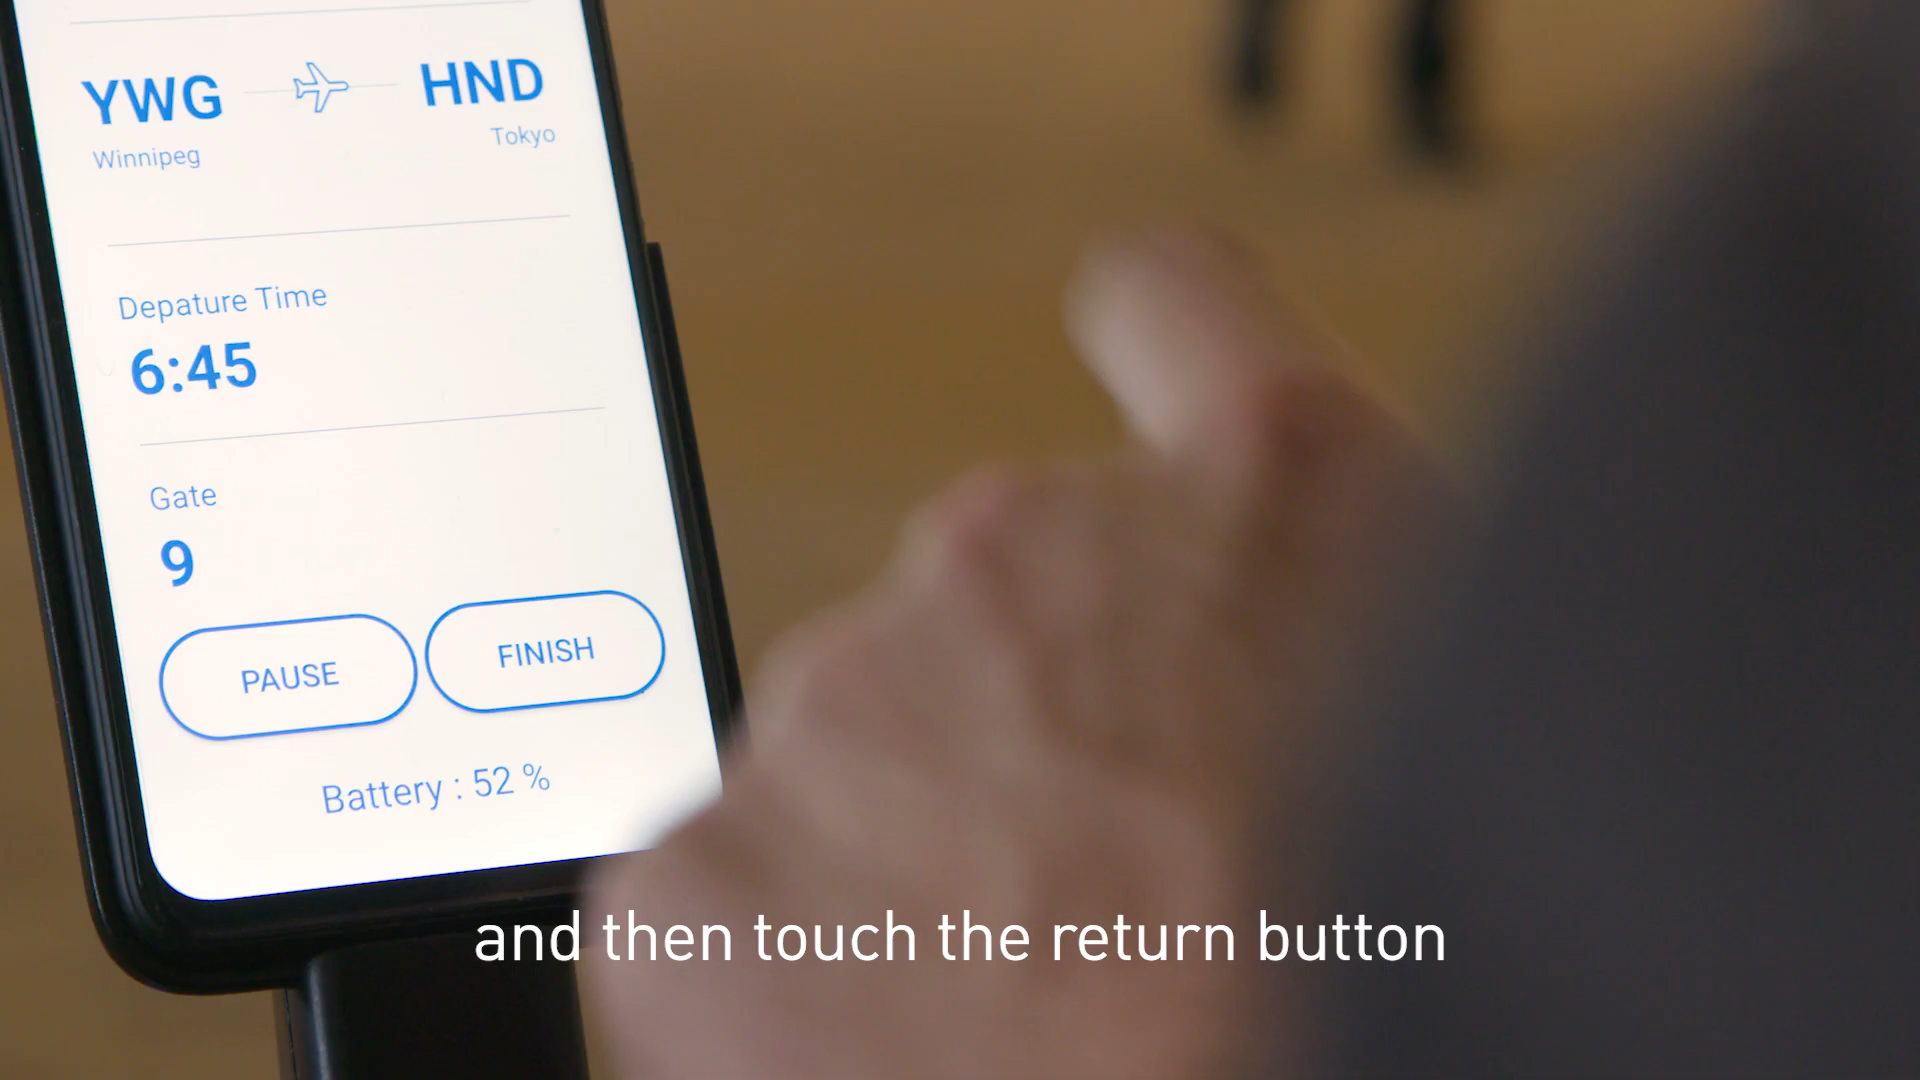 YWG HND
Winnipeg Tokyo
Depature Time
6:45
Gate
9
PAUSE FINISH
Battery : 52 %
and then touch the return button